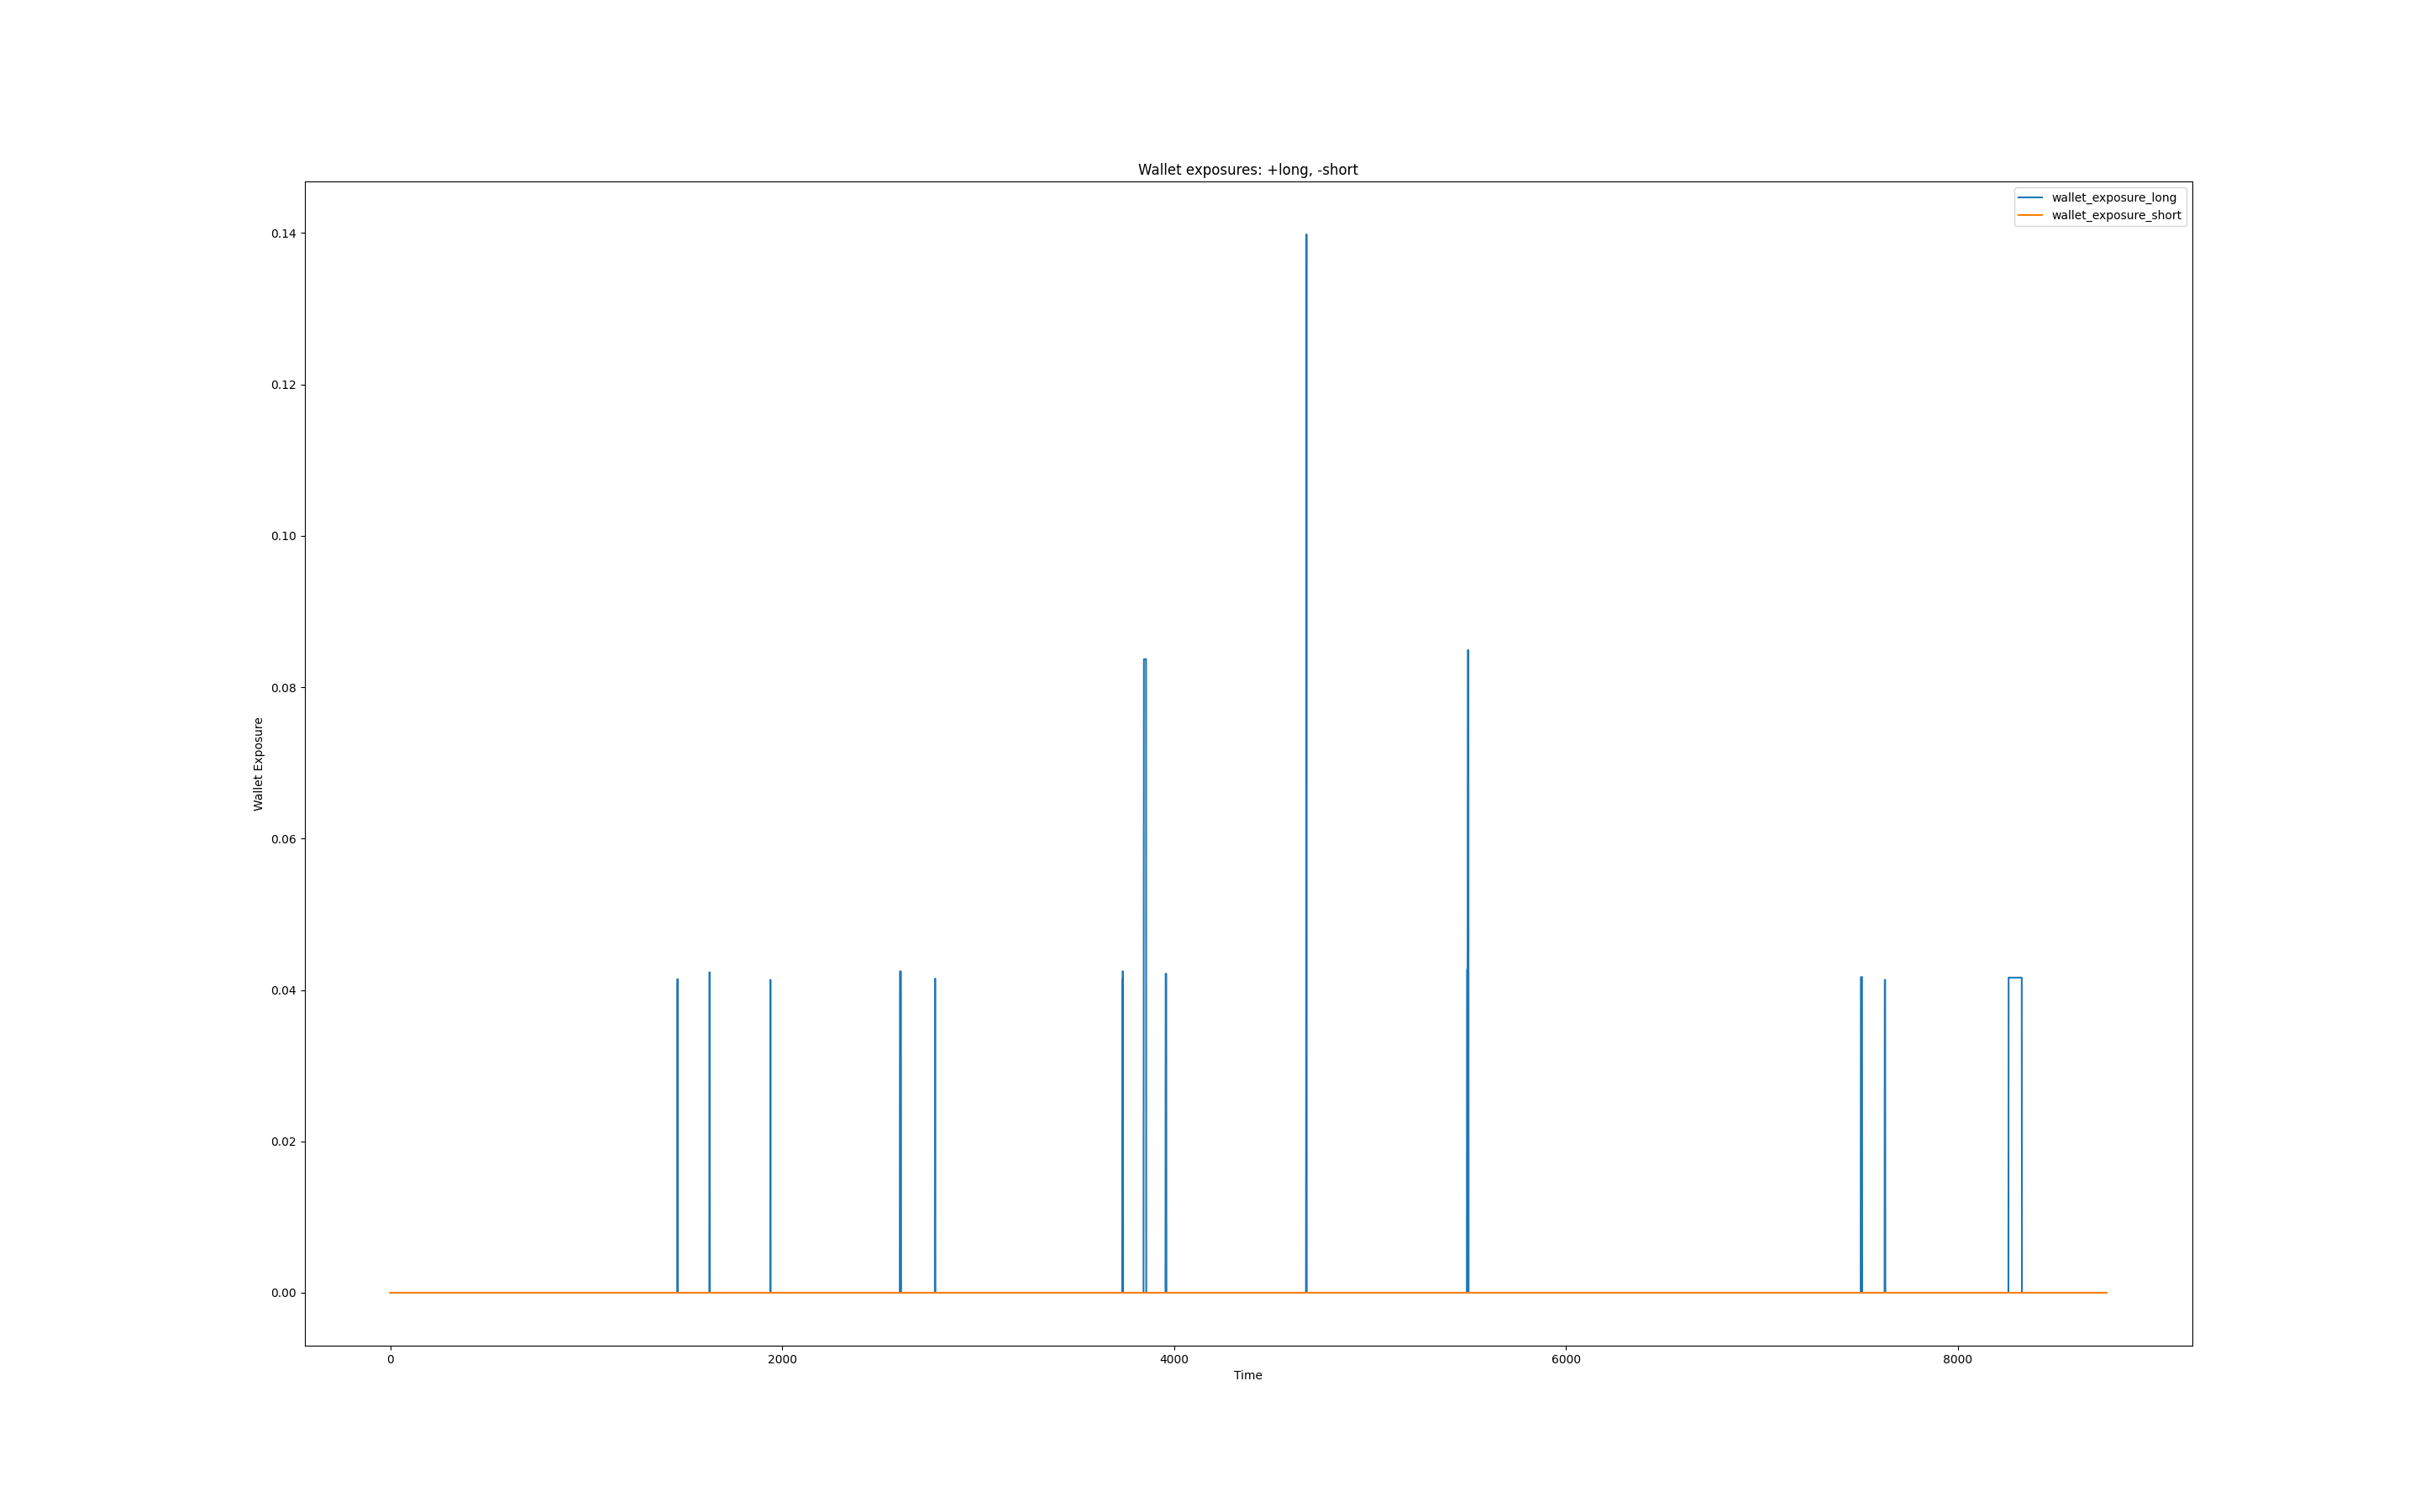 Wallet exposures: +long, -short
wallet_exposure_long
wallet_exposure_short
0.14
0.12
0.10
0.08
0.06
0.04
0.02
0.00
Wallet Exposure
0 2000 4000 6000 8000
Time